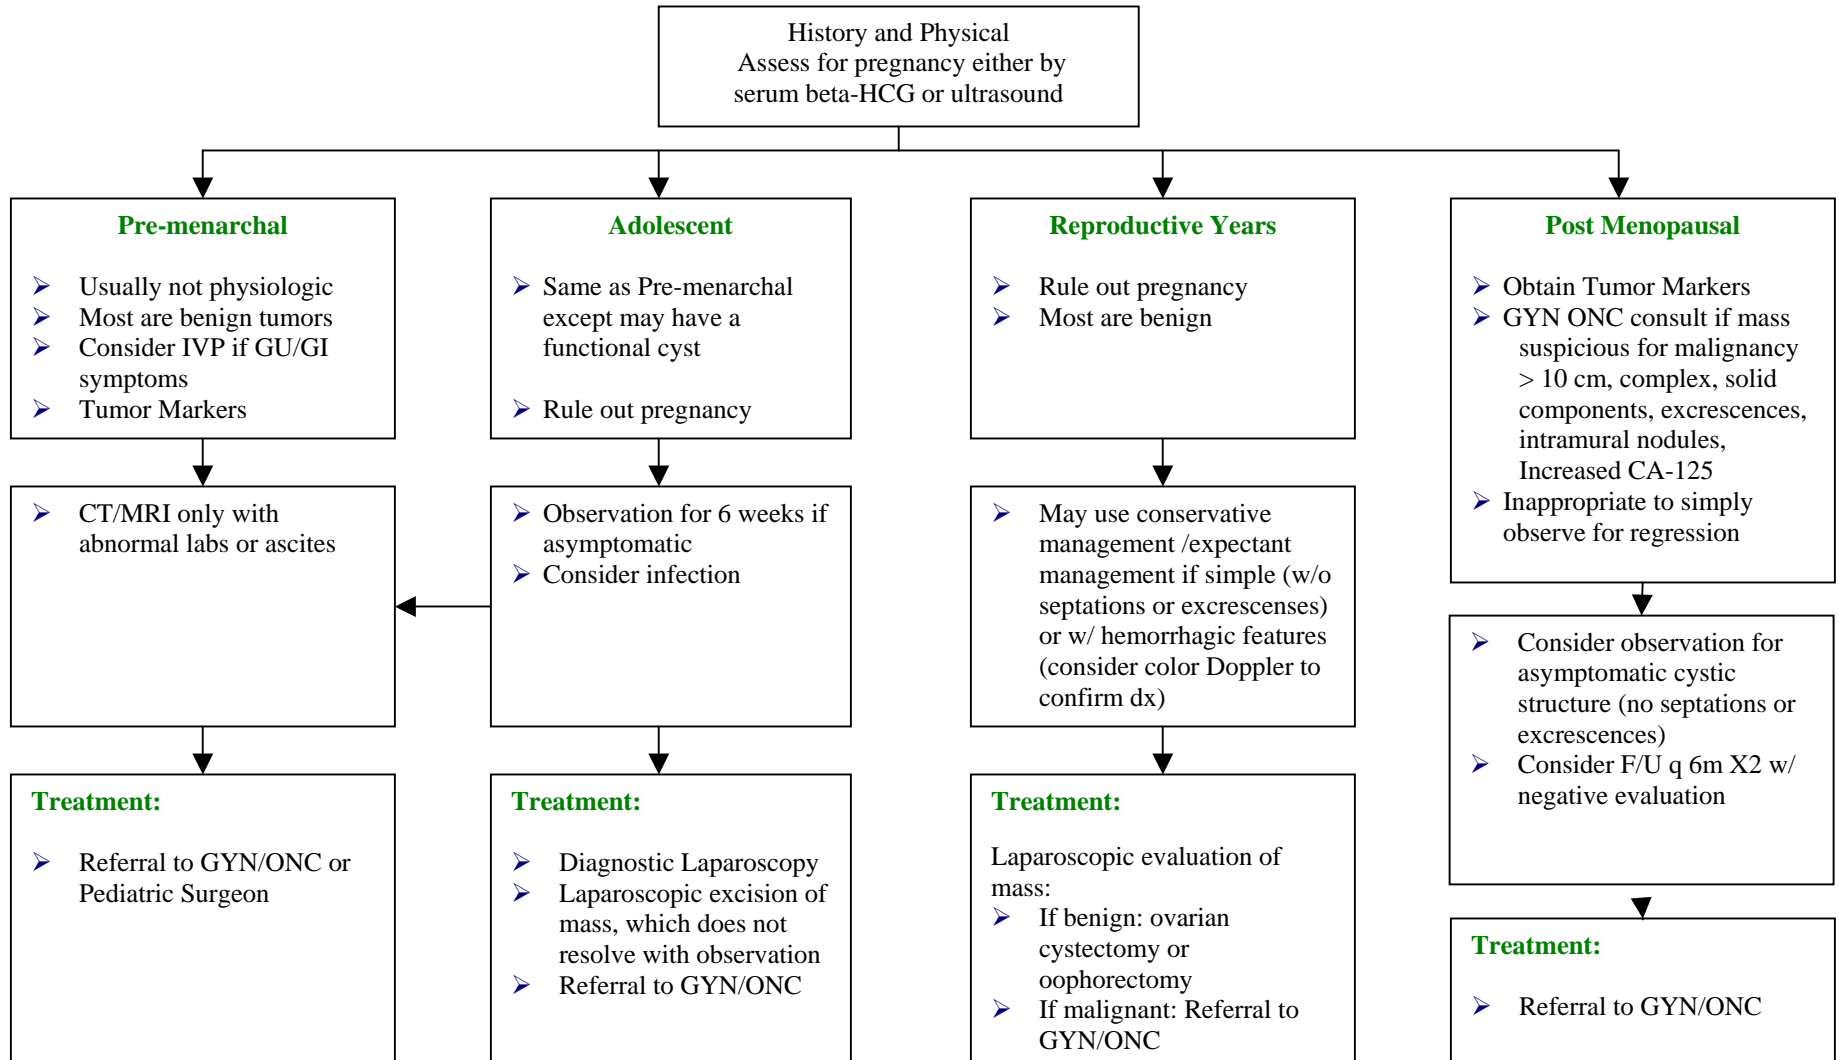 History and Physical
Assess for pregnancy either by
serum beta-HCG or ultrasound
Pre-menarchal
➢ Usually not physiologic
➢ Most are benign tumors
➢ Consider IVP if GU/GI
symptoms
➢ Tumor Markers
➢ CT/MRI only with
abnormal labs or ascites
Treatment:
➢ Referral to GYN/ONC or
Pediatric Surgeon
Adolescent
➢ Same as Pre-menarchal
except may have a
functional cyst
➢ Rule out pregnancy
➢ Observation for 6 weeks if
asymptomatic
➢ Consider infection
Treatment:
➢ Diagnostic Laparoscopy
➢ Laparoscopic excision of
mass, which does not
resolve with observation
➢ Referral to GYN/ONC
Reproductive Years
➢ Rule out pregnancy
➢ Most are benign
➢ May use conservative
management /expectant
management if simple (w/o
septations or excrescenses)
or w/ hemorrhagic features
(consider color Doppler to
confirm dx)
Treatment:
Laparoscopic evaluation of
mass:
➢ If benign: ovarian
cystectomy or
oophorectomy
➢ If malignant: Referral to
GYN/ONC
Post Menopausal
➢ Obtain Tumor Markers
➢ GYN ONC consult if mass
suspicious for malignancy
> 10 cm, complex, solid
components, excrescences,
intramural nodules,
Increased CA-125
➢ Inappropriate to simply
observe for regression
➢ Consider observation for
asymptomatic cystic
structure (no septations or
excrescences)
➢ Consider F/U q 6m X2 w/
negative evaluation
Treatment:
➢ Referral to GYN/ONC